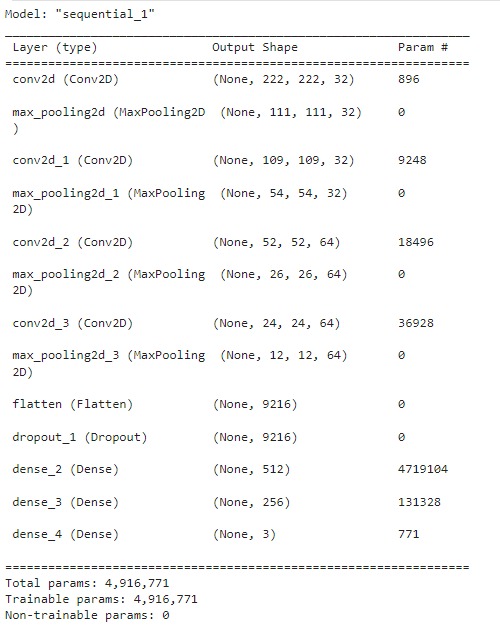 Model: "sequential_1"
_________________________________________________________________
Layer (type) Output Shape Param #
=================================================================
conv2d (Conv2D) (None, 222, 222, 32) 896
max_pooling2d (MaxPooling2D (None, 111, 111, 32) 0
)
conv2d_1 (Conv2D) (None, 109, 109, 32) 9248
max_pooling2d_1 (MaxPooling (None, 54, 54, 32) 0
2D)
conv2d_2 (Conv2D) (None, 52, 52, 64) 18496
max_pooling2d_2 (MaxPooling (None, 26, 26, 64) 0
2D)
conv2d_3 (Conv2D) (None, 24, 24, 64) 36928
max_pooling2d_3 (MaxPooling (None, 12, 12, 64) 0
2D)
flatten (Flatten) (None, 9216) 0
dropout_1 (Dropout) (None, 9216) 0
dense_2 (Dense) (None, 512) 4719104
dense_3 (Dense) (None, 256) 131328
dense_4 (Dense) (None, 3) 771
=================================================================
Total params: 4,916,771
Trainable params: 4,916,771
Non-trainable params: 0